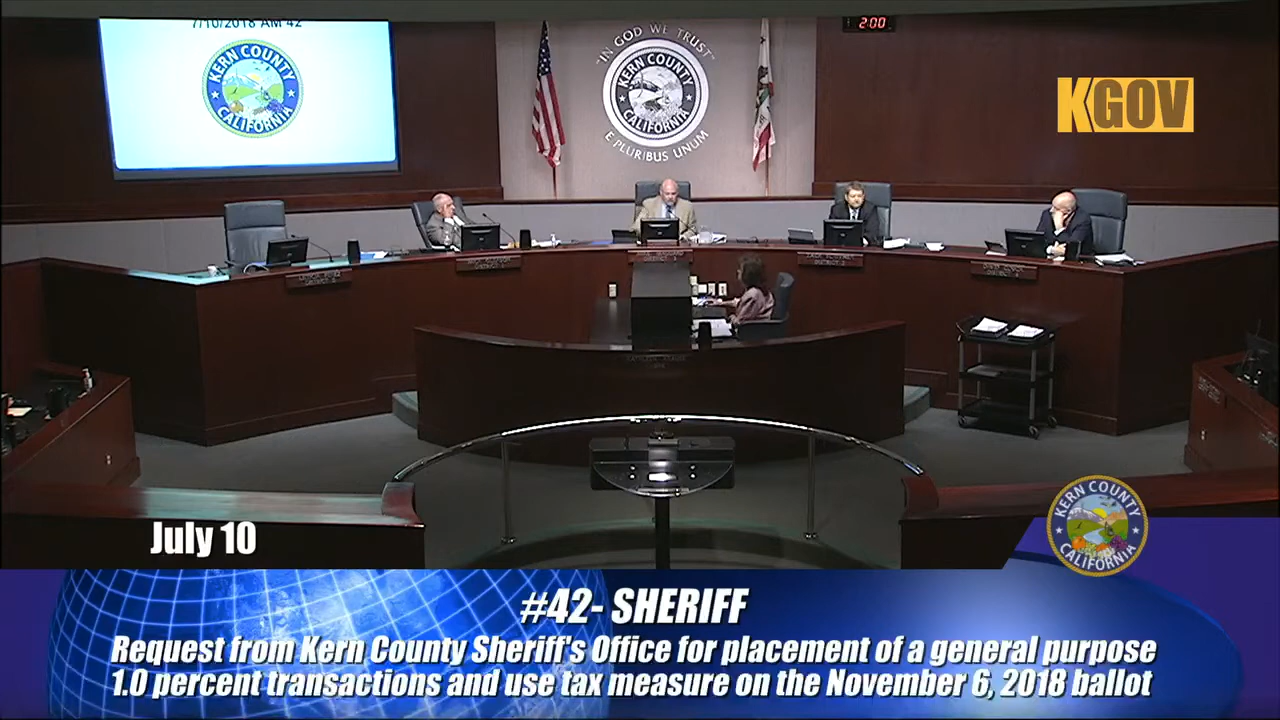 7/10/2018 AM 42
KERN COUNTY
CALIFORNIA
"IN GOD WE TRUST"
KERN COUNTY
CALIFORNIA
E PLURIBUS UNUM
2:00
KGOV
July 10
KERN COUNTY
CALIFORNIA
#42- SHERIFF
Request from Kern County Sheriff's Office for placement of a general purpose
1.0 percent transactions and use tax measure on the November 6, 2018 ballot